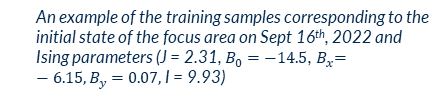 An example of the training samples corresponding to the
initial state of the focus area on Sept 16th, 2022 and
Ising parameters (J = 2.31, B₀ = −14.5, Bₓ=
− 6.15, Bᵧ = 0.07, I = 9.93)